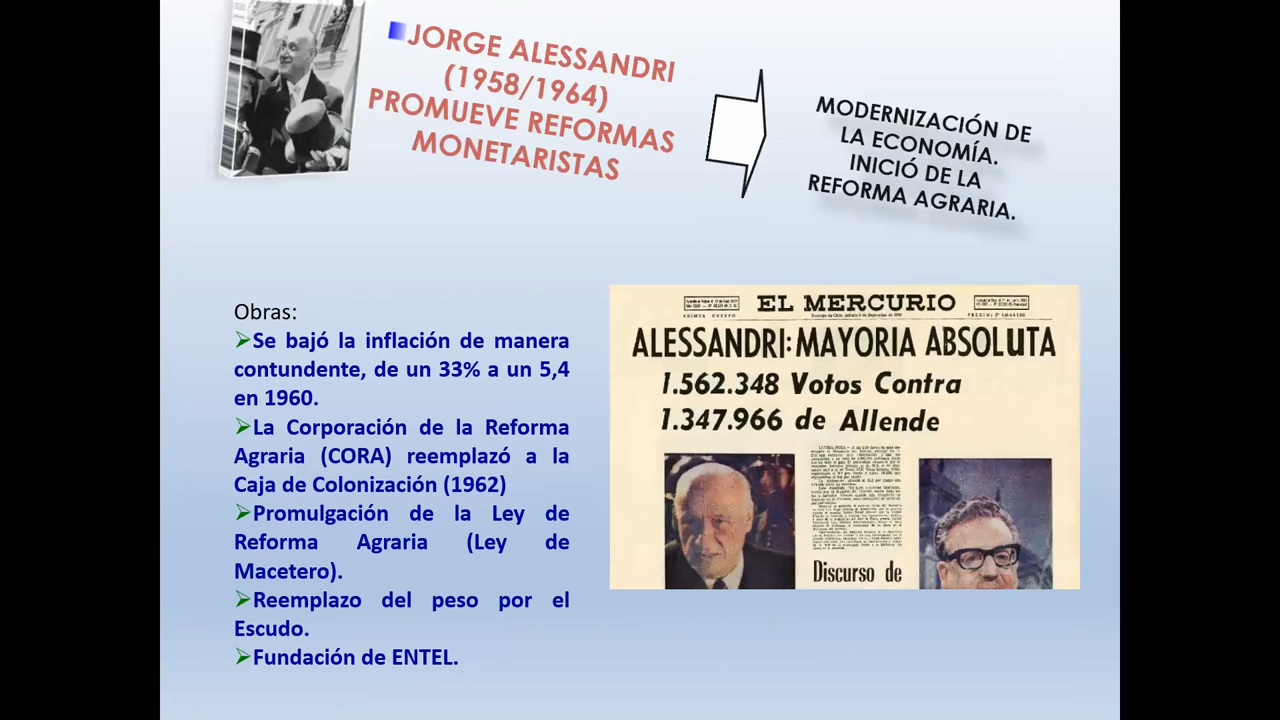 JORGE ALESSANDRI
(1958/1964)
PROMUEVE REFORMAS
MONETARISTAS
MODERNIZACIÓN DE
LA ECONOMÍA.
INICIÓ DE LA
REFORMA AGRARIA.
Obras:
Se bajó la inflación de manera
contundente, de un 33% a un 5,4
en 1960.
La Corporación de la Reforma
Agraria (CORA) reemplazó a la
Caja de Colonización (1962)
Promulgación de la Ley de
Reforma Agraria (Ley de
Macetero).
Reemplazo del peso por el
Escudo.
Fundación de ENTEL.
EL MERCURIO
PRIMER CUERPO
ALESSANDRI: MAYORIA ABSOLUTA
1.562.348 Votos Contra
1.347.966 de Allende
Discurso de